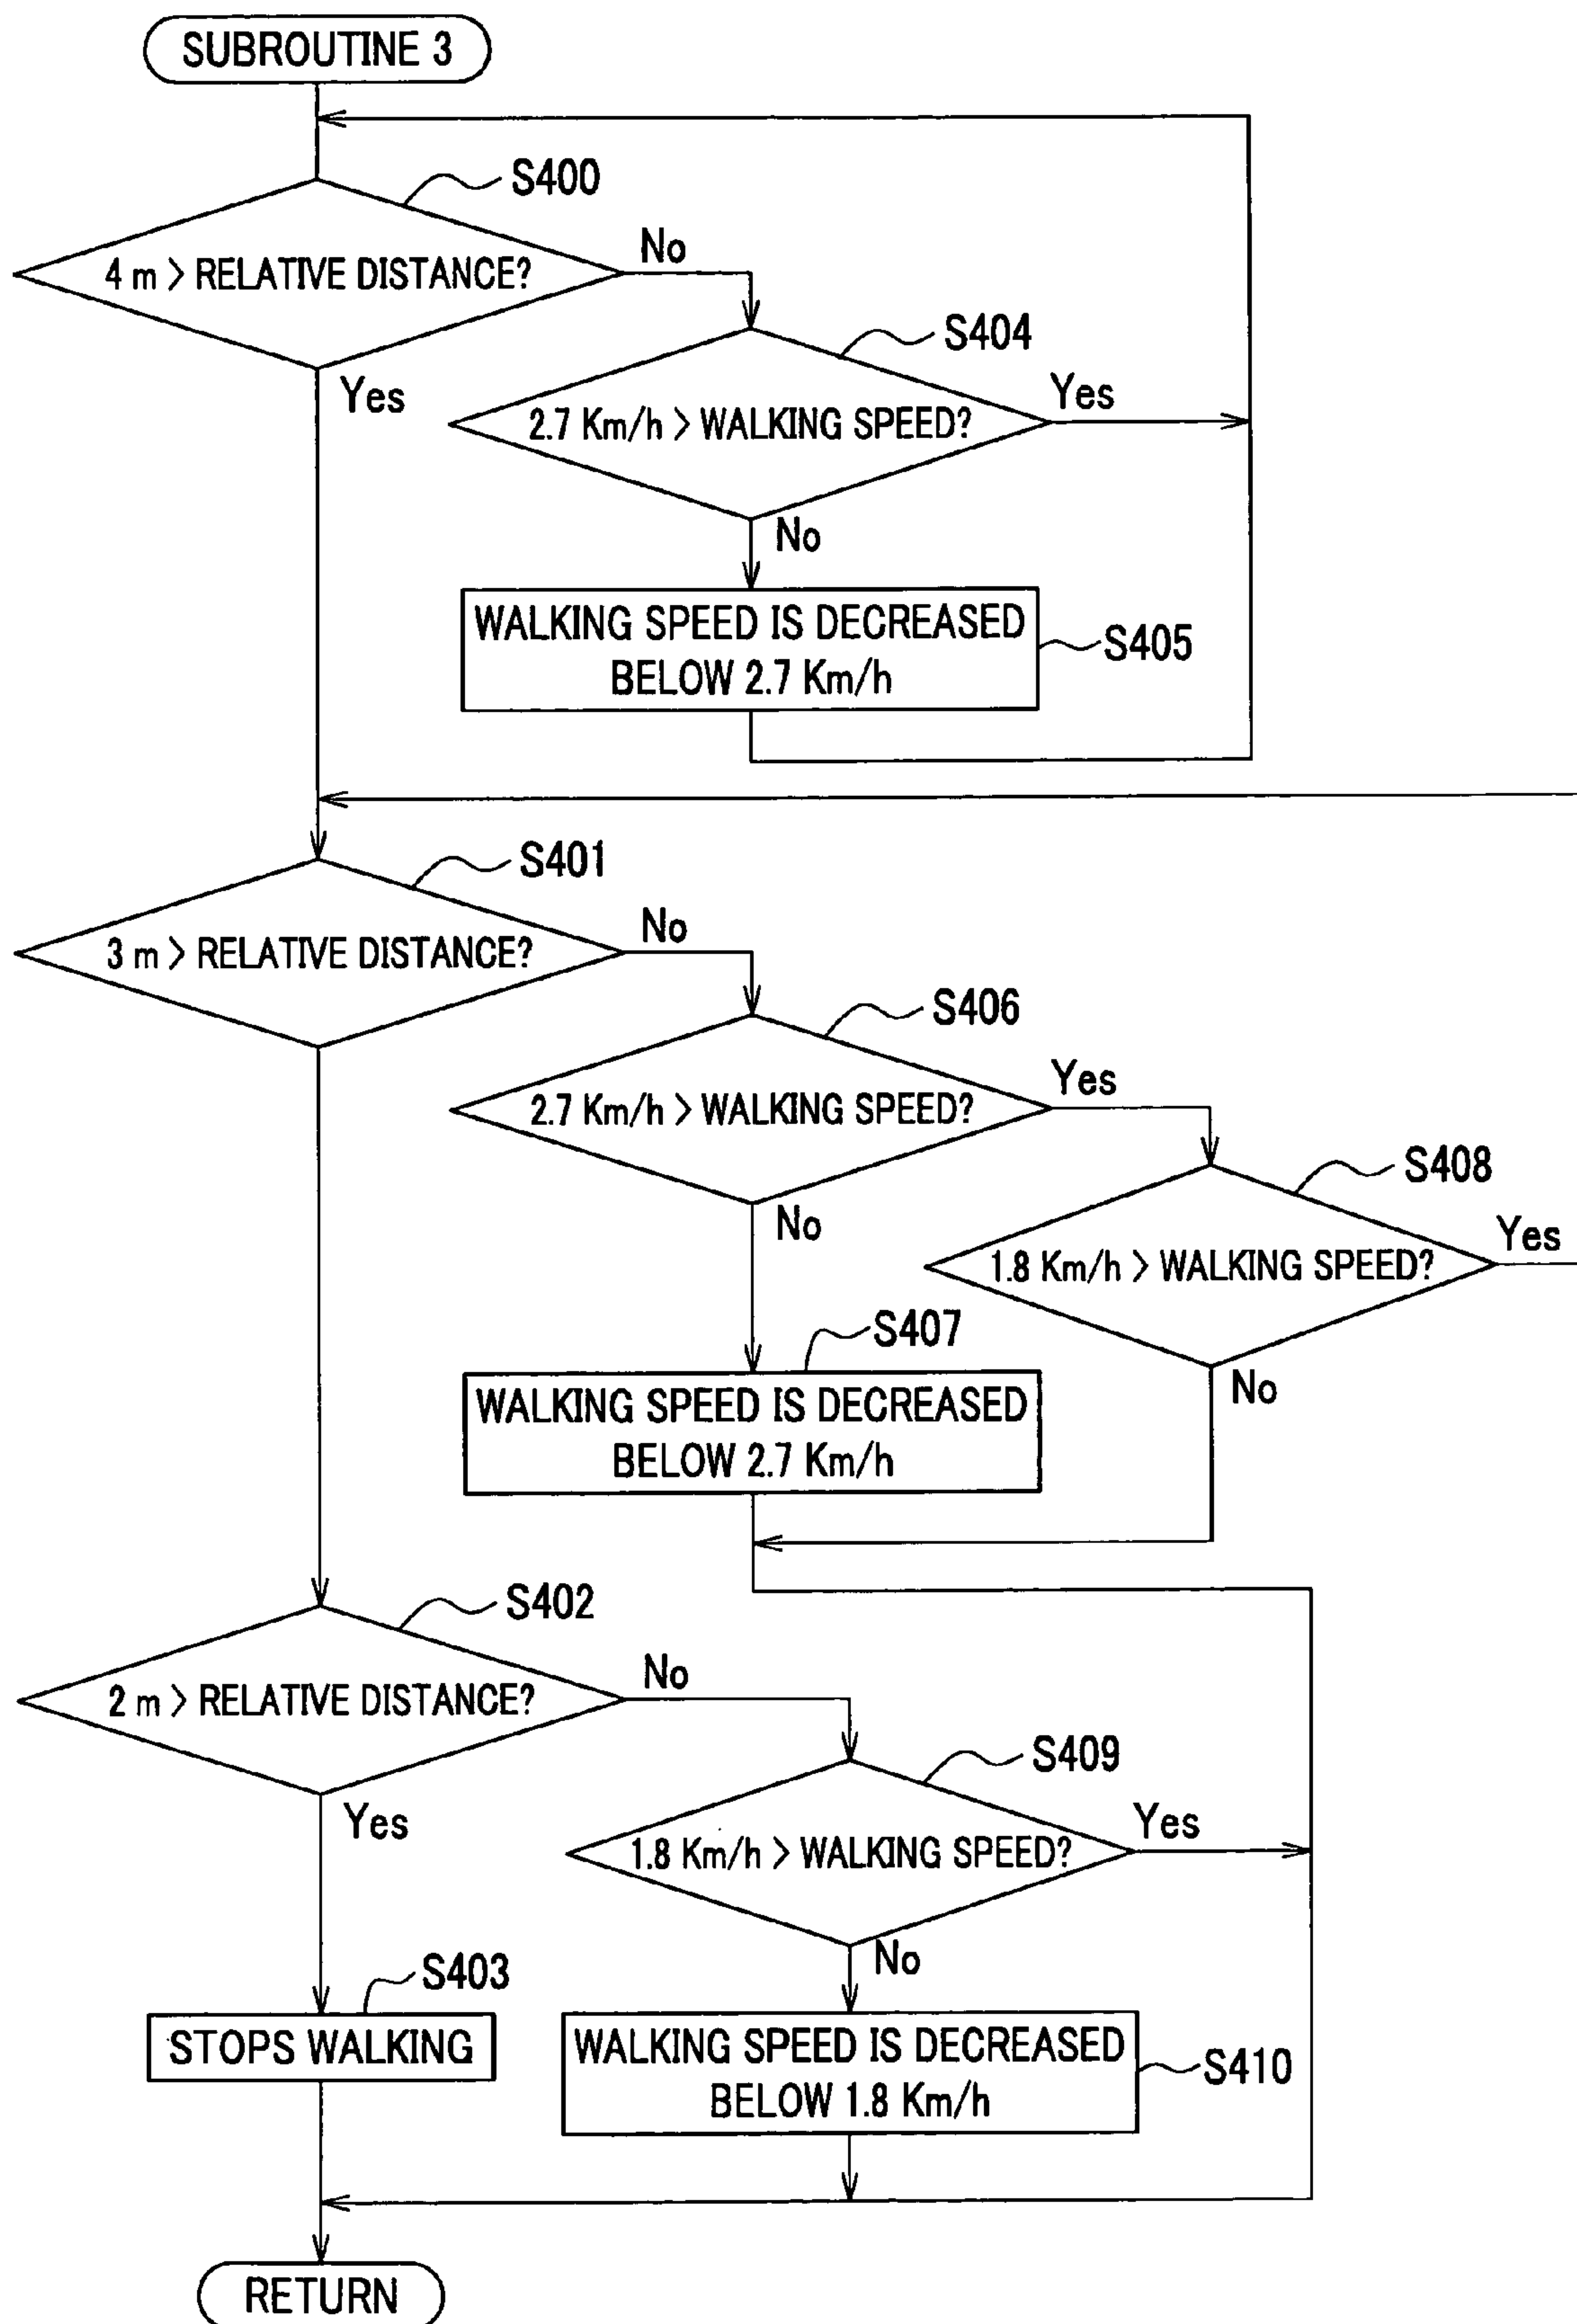 SUBROUTINE 3
S400
4 m > RELATIVE DISTANCE?
No
Yes
S404
2.7 Km/h > WALKING SPEED?
Yes
No
WALKING SPEED IS DECREASED
BELOW 2.7 Km/h
S405
S401
3 m > RELATIVE DISTANCE?
No
S406
2.7 Km/h > WALKING SPEED?
Yes
No
S408
1.8 Km/h > WALKING SPEED?
Yes
No
S407
WALKING SPEED IS DECREASED
BELOW 2.7 Km/h
S402
2 m > RELATIVE DISTANCE?
No
Yes
S409
1.8 Km/h > WALKING SPEED?
Yes
No
S403
STOPS WALKING
WALKING SPEED IS DECREASED
BELOW 1.8 Km/h
S410
RETURN